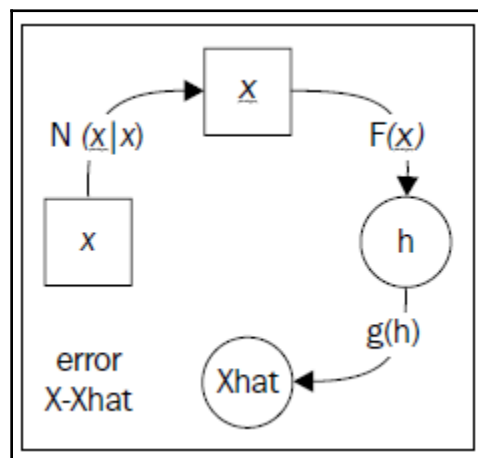 x
N (x|x)
F(x)
x
h
g(h)
error
X-Xhat
Xhat